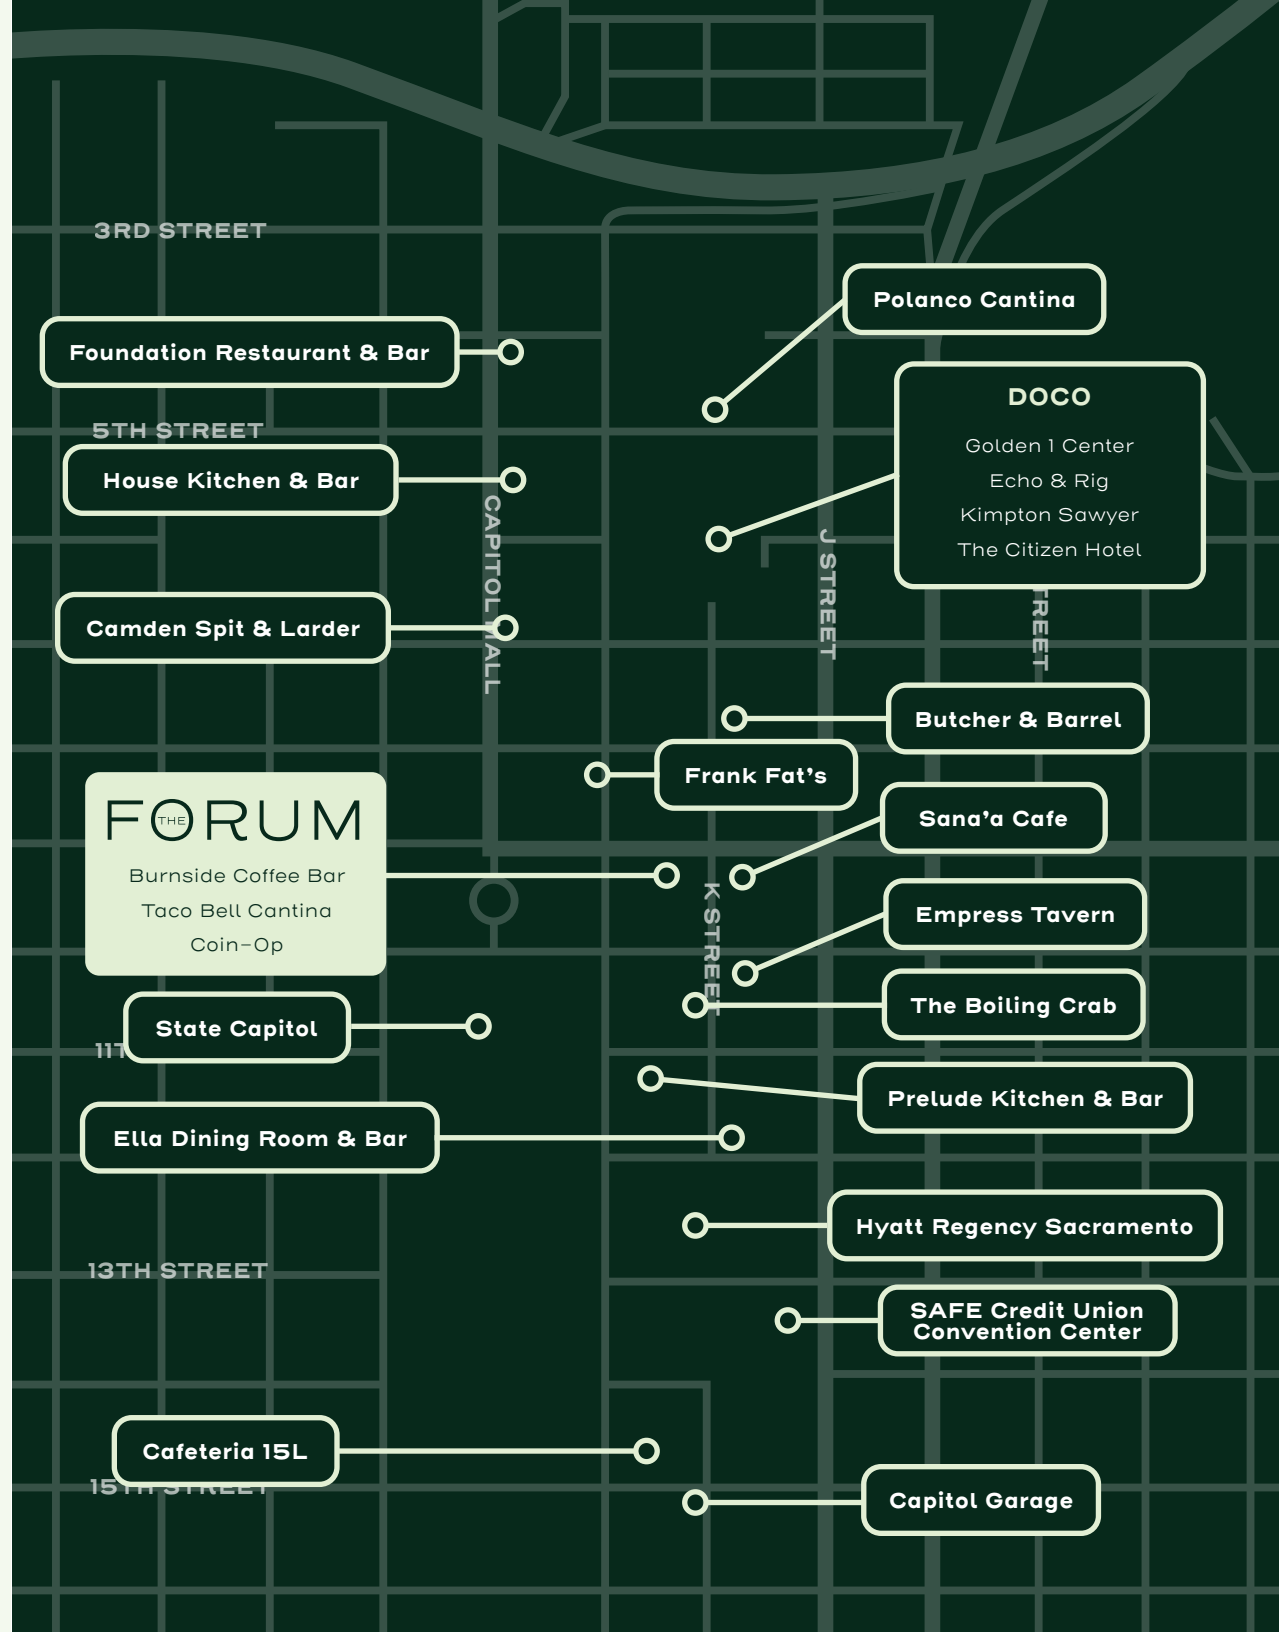 3RD STREET
Polanco Cantina
Foundation Restaurant & Bar
DOCO
Golden 1 Center
Echo & Rig
Kimpton Sawyer
The Citizen Hotel
5TH STREET
House Kitchen & Bar
CAPITOL MALL
J STREET
Camden Spit & Larder
Butcher & Barrel
Frank Fat's
Sana'a Cafe
THE FORUM
Burnside Coffee Bar
Taco Bell Cantina
Coin-Op
K STREET
Empress Tavern
The Boiling Crab
State Capitol
Prelude Kitchen & Bar
Ella Dining Room & Bar
Hyatt Regency Sacramento
13TH STREET
SAFE Credit Union
Convention Center
Cafeteria 15L
15TH STREET
Capitol Garage